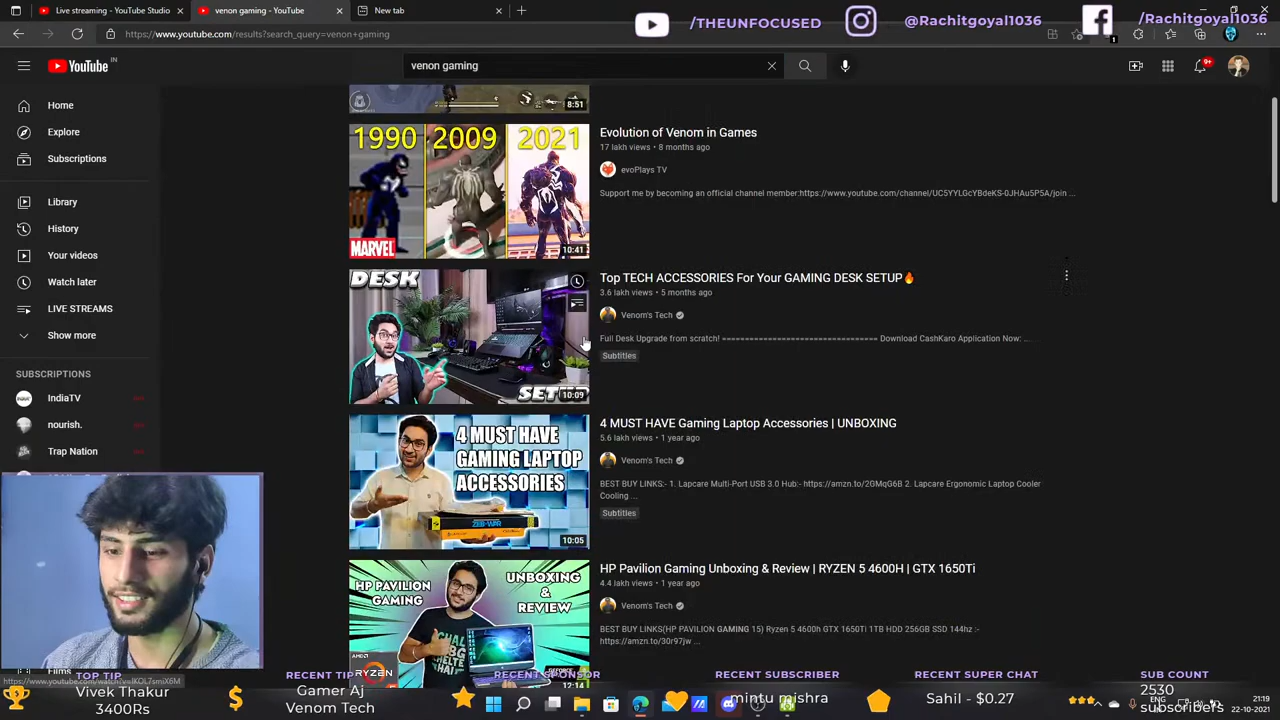 Live streaming - YouTube Studio
venon gaming - YouTube
New tab
/THEUNFOCUSED
@Rachitgoyal1036
/Rachitgoyal1036
https://www.youtube.com/results?search_query=venon+gaming
1
YouTube IN
venon gaming
9+
Home
Explore
Subscriptions
Library
History
Your videos
Watch later
LIVE STREAMS
Show more
SUBSCRIPTIONS
IndiaTV
nourish.
Trap Nation
Films
8:51
1990 2009 2021
MARVEL
10:41
Evolution of Venom in Games
17 lakh views • 8 months ago
evoPlays TV
Support me by becoming an official channel member:https://www.youtube.com/channel/UC5YYLGcYBdeKS-0JHAu5P5A/join ...
DESK
SETUP
10:09
Top TECH ACCESSORIES For Your GAMING DESK SETUP🔥
3.6 lakh views • 5 months ago
Venom's Tech
Full Desk Upgrade from scratch! ================================ Download CashKaro Application Now: ...
Subtitles
4 MUST HAVE
GAMING LAPTOP
ACCESSORIES
10:05
4 MUST HAVE Gaming Laptop Accessories | UNBOXING
5.6 lakh views • 1 year ago
Venom's Tech
BEST BUY LINKS:- 1. Lapcare Multi-Port USB 3.0 Hub:- https://amzn.to/2GMqG6B 2. Lapcare Ergonomic Laptop Cooler
Cooling ...
Subtitles
HP PAVILION
GAMING
UNBOXING
&
REVIEW
AMD
RYZEN
12:14
HP Pavilion Gaming Unboxing & Review | RYZEN 5 4600H | GTX 1650Ti
4.4 lakh views • 1 year ago
Venom's Tech
BEST BUY LINKS(HP PAVILION GAMING 15) Ryzen 5 4600h GTX 1650Ti 1TB HDD 256GB SSD 144hz :-
https://amzn.to/30r97jw ...
TOP TIP
Vivek Thakur
3400Rs
RECENT TIP
Gamer Aj
Venom Tech
RECENT SPONSOR
RECENT SUBSCRIBER
mintu mishra
RECENT SUPER CHAT
Sahil - $0.27
SUB COUNT
2530
subscribers
ENG
21:19
22-10-2021